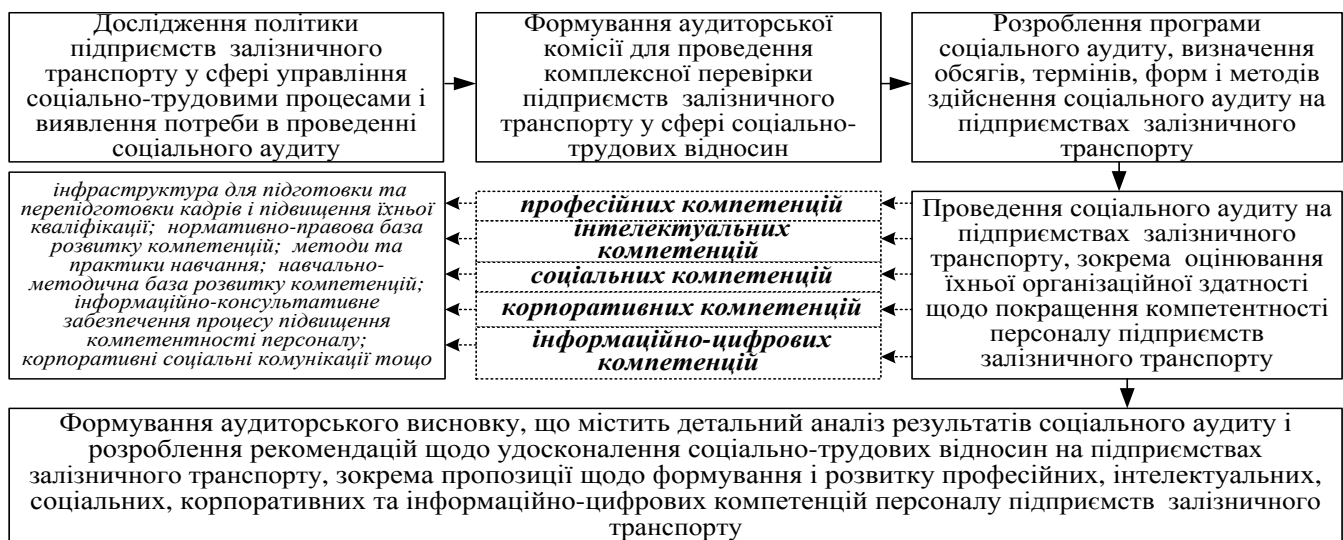 Дослідження політики
підприємств залізничного
транспорту у сфері управління
соціально-трудовими процесами і
виявлення потреби в проведенні
соціального аудиту
Формування аудиторської
комісії для проведення
комплексної перевірки
підприємств залізничного
транспорту у сфері соціально-
трудових відносин
Розроблення програми
соціального аудиту, визначення
обсягів, термінів, форм і методів
здійснення соціального аудиту на
підприємствах залізничного
транспорту
інфраструктура для підготовки та
перепідготовки кадрів і підвищення їхньої
кваліфікації; нормативно-правова база
розвитку компетенцій; методи та
практики навчання; навчально-
методична база розвитку компетенцій;
інформаційно-консультативне
забезпечення процесу підвищення
компетентності персоналу;
корпоративні соціальні комунікації тощо
професійних компетенцій
інтелектуальних
компетенцій
соціальних компетенцій
корпоративних компетенцій
інформаційно-цифрових
компетенцій
Проведення соціального аудиту на
підприємствах залізничного
транспорту, зокрема оцінювання
їхньої організаційної здатності
щодо покращення компетентності
персоналу підприємств
залізничного транспорту
Формування аудиторського висновку, що містить детальний аналіз результатів соціального аудиту і
розроблення рекомендацій щодо удосконалення соціально-трудових відносин на підприємствах
залізничного транспорту, зокрема пропозиції щодо формування і розвитку професійних, інтелектуальних,
соціальних, корпоративних та інформаційно-цифрових компетенцій персоналу підприємств залізничного
транспорту